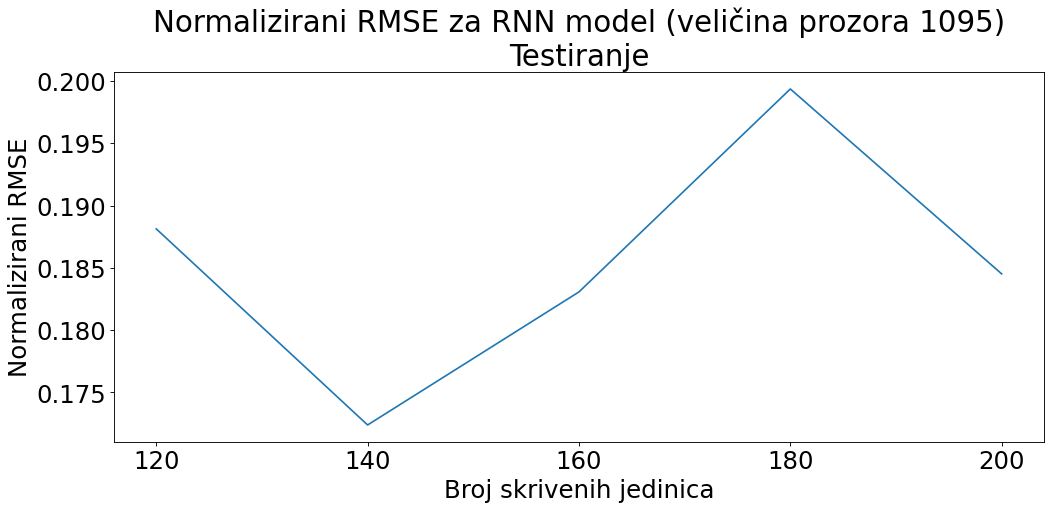 Normalizirani RMSE za RNN model (veličina prozora 1095)
Testiranje
Normalizirani RMSE
0.200
0.195
0.190
0.185
0.180
0.175
120 140 160 180 200
Broj skrivenih jedinica